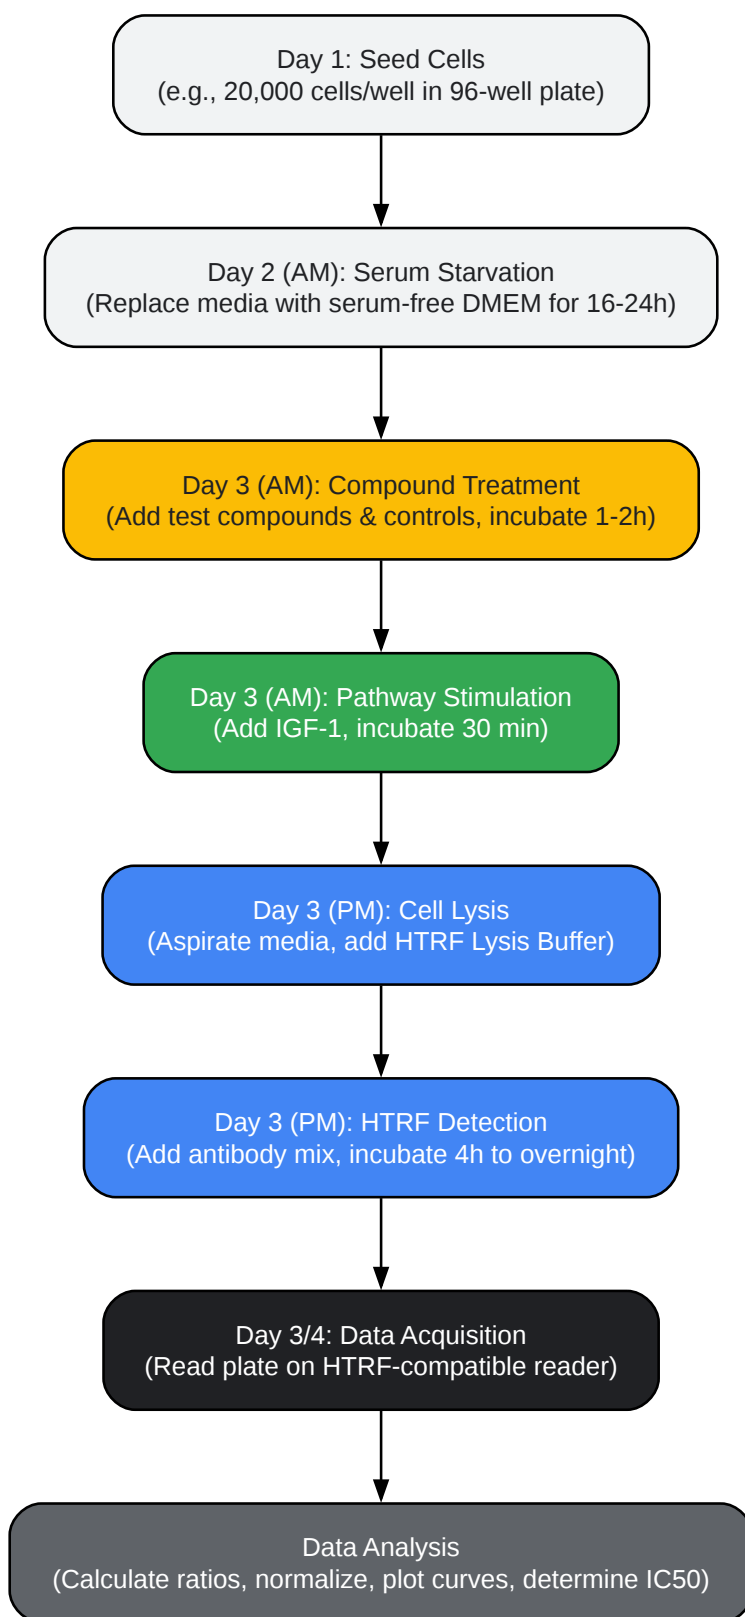 Day 1: Seed Cells
(e.g., 20,000 cells/well in 96-well plate)
Day 2 (AM): Serum Starvation
(Replace media with serum-free DMEM for 16-24h)
Day 3 (AM): Compound Treatment
(Add test compounds & controls, incubate 1-2h)
Day 3 (AM): Pathway Stimulation
(Add IGF-1, incubate 30 min)
Day 3 (PM): Cell Lysis
(Aspirate media, add HTRF Lysis Buffer)
Day 3 (PM): HTRF Detection
(Add antibody mix, incubate 4h to overnight)
Day 3/4: Data Acquisition
(Read plate on HTRF-compatible reader)
Data Analysis
(Calculate ratios, normalize, plot curves, determine IC50)